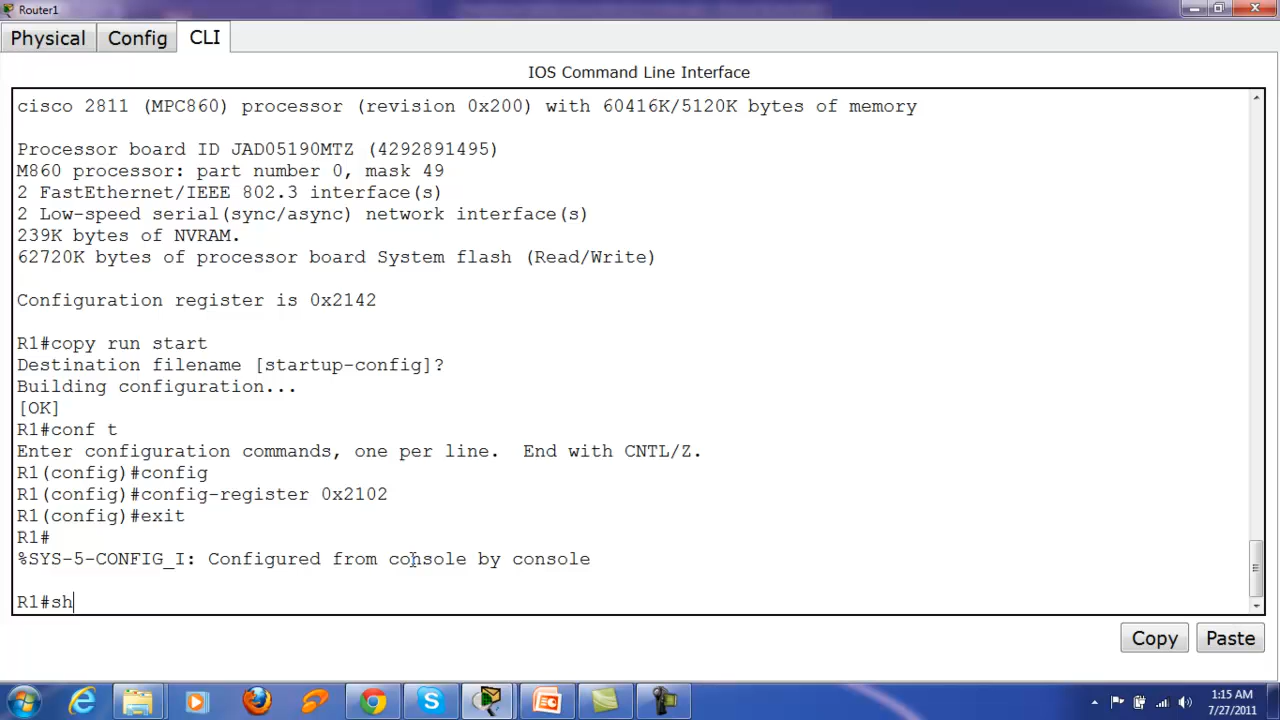 Router1
Physical Config CLI
IOS Command Line Interface
cisco 2811 (MPC860) processor (revision 0x200) with 60416K/5120K bytes of memory
Processor board ID JAD05190MTZ (4292891495)
M860 processor: part number 0, mask 49
2 FastEthernet/IEEE 802.3 interface(s)
2 Low-speed serial(sync/async) network interface(s)
239K bytes of NVRAM.
62720K bytes of processor board System flash (Read/Write)
Configuration register is 0x2142
R1#copy run start
Destination filename [startup-config]?
Building configuration...
[OK]
R1#conf t
Enter configuration commands, one per line.  End with CNTL/Z.
R1(config)#config
R1(config)#config-register 0x2102
R1(config)#exit
R1#
%SYS-5-CONFIG_I: Configured from console by console
R1#sh
Copy Paste
1:15 AM
7/27/2011